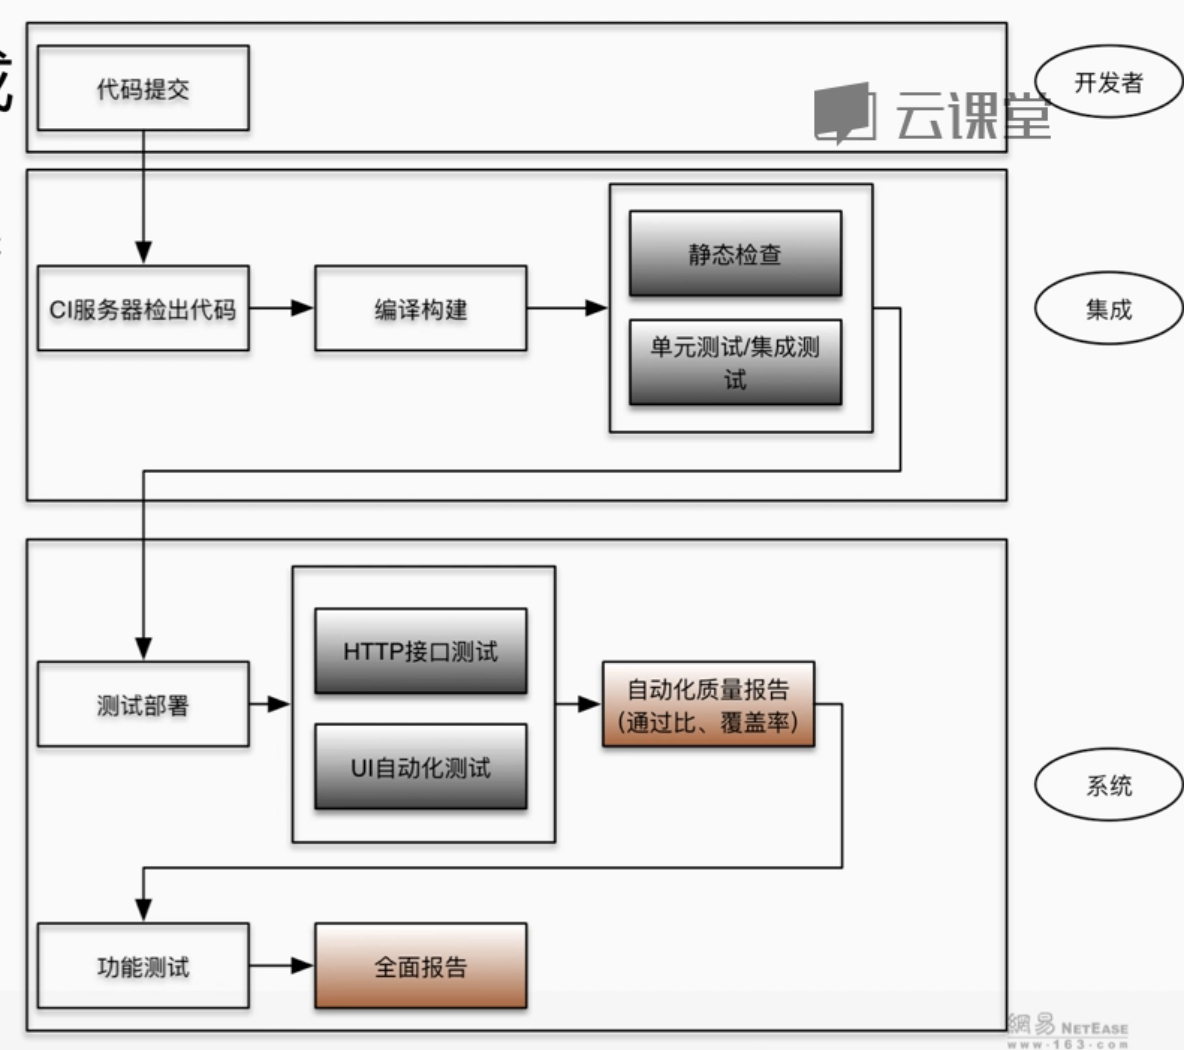 代码提交
云课堂
开发者
CI服务器检出代码
编译构建
静态检查
单元测试/集成测
试
集成
测试部署
HTTP接口测试
UI自动化测试
自动化质量报告
(通过比、覆盖率)
系统
功能测试
全面报告
網易 NETEASE
www.163.com